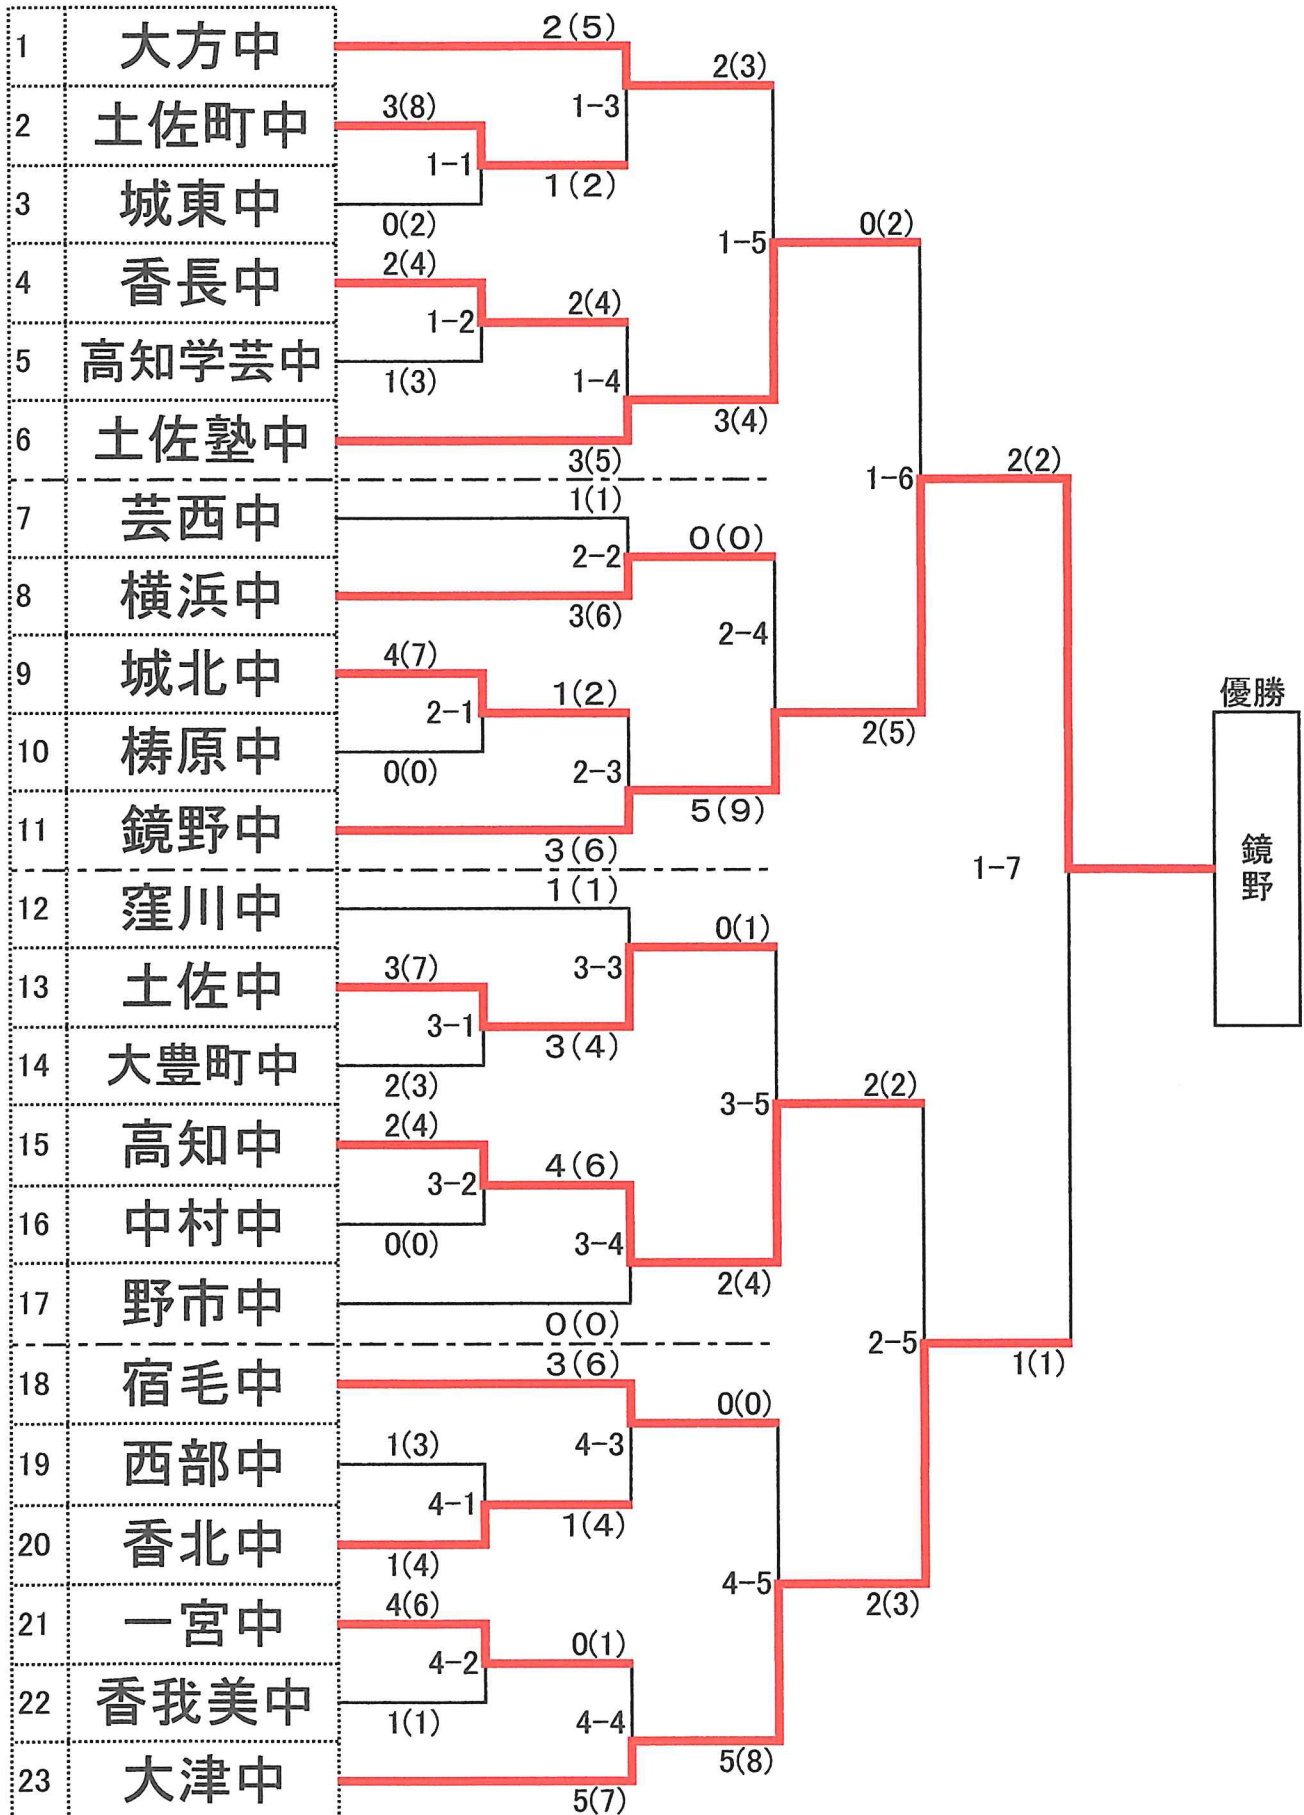 1 大方中 2(5)
2(3)
2 土佐町中 3(8) 1-3
1-1
1(2)
3 城東中
0(2) 1-5 0(2)
4 香長中 2(4)
1-2 2(4)
5 高知学芸中
1(3) 1-4
3(4)
6 土佐塾中
3(5)
1-6 2(2)
7 芸西中 1(1)
2-2 0(0)
8 横浜中
3(6)
2-4
9 城北中 4(7)
2-1 1(2)
2(5)
10 梼原中
0(0) 2-3
5(9)
11 鏡野中
3(6)
優勝
鏡野
1-7
12 窪川中 1(1)
0(1)
13 土佐中 3(7) 3-3
3-1
3(4)
14 大豊町中
2(3)
3-5 2(2)
15 高知中 2(4)
3-2 4(6)
16 中村中
0(0) 3-4
2(4)
17 野市中
0(0)
2-5
1(1)
18 宿毛中 3(6)
0(0)
19 西部中 1(3) 4-3
4-1
1(4)
20 香北中
1(4)
4-5
2(3)
21 一宮中 4(6)
4-2 0(1)
22 香我美中
1(1) 4-4
5(8)
23 大津中
5(7)